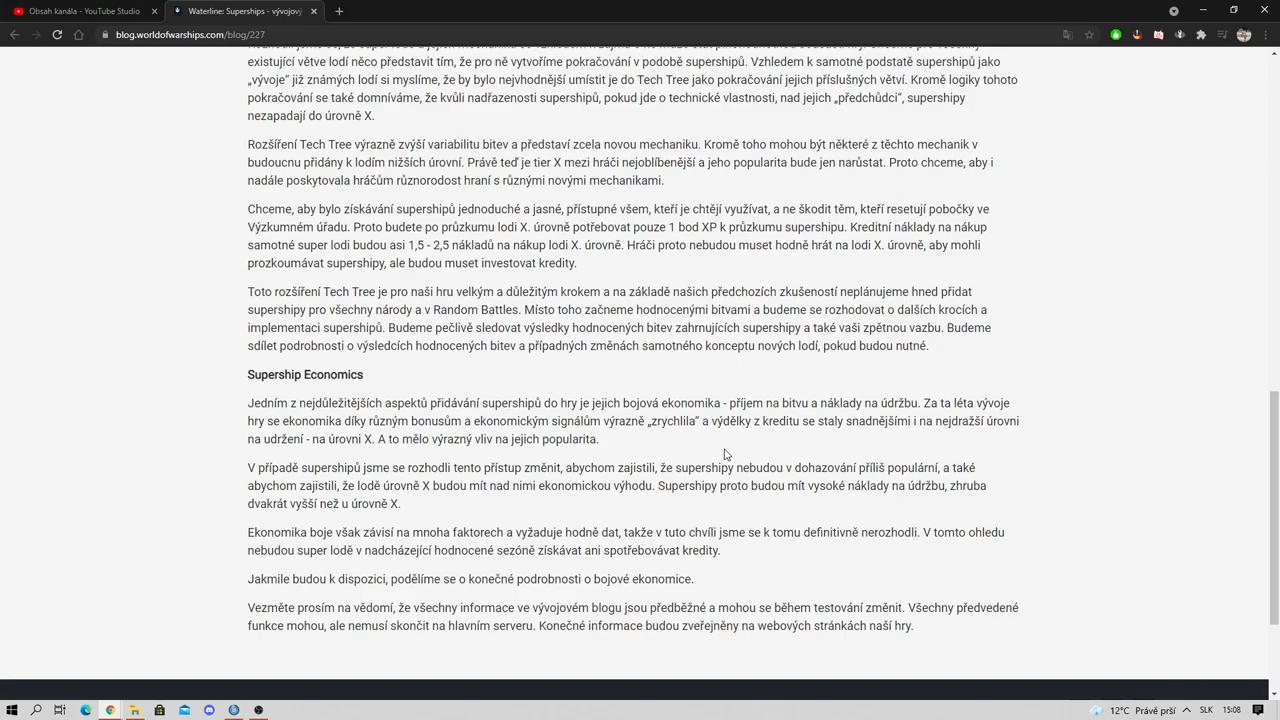 Obsah kanála - YouTube Studio
Waterline: Superships - vývojový
blog.worldofwarships.com/blog/227
existující větve lodí něco představit tím, že pro ně vytvoříme pokračování v podobě supershipů. Vzhledem k samotné podstatě supershipů jako
„vývoje“ již známých lodí si myslíme, že by bylo nejvhodnější umístit je do Tech Tree jako pokračování jejich příslušných větví. Kromě logiky tohoto
pokračování se také domníváme, že kvůli nadřazenosti supershipů, pokud jde o technické vlastnosti, nad jejich „předchůdci“, supershipy
nezapadají do úrovně X.
Rozšíření Tech Tree výrazně zvýší variabilitu bitev a představí zcela novou mechaniku. Kromě toho mohou být některé z těchto mechanik v
budoucnu přidány k lodím nižších úrovní. Právě teď je tier X mezi hráči nejoblíbenější a jeho popularita bude jen narůstat. Proto chceme, aby i
nadále poskytovala hráčům různorodost hraní s různými novými mechanikami.
Chceme, aby bylo získávání supershipů jednoduché a jasné, přístupné všem, kteří je chtějí využívat, a ne škodit těm, kteří resetují pobočky ve
Výzkumném úřadu. Proto budete po průzkumu lodi X. úrovně potřebovat pouze 1 bod XP k průzkumu supershipu. Kreditní náklady na nákup
samotné super lodi budou asi 1,5 - 2,5 nákladů na nákup lodi X. úrovně. Hráči proto nebudou muset hodně hrát na lodi X. úrovně, aby mohli
prozkoumávat supershipy, ale budou muset investovat kredity.
Toto rozšíření Tech Tree je pro naši hru velkým a důležitým krokem a na základě našich předchozích zkušeností neplánujeme hned přidat
supershipy pro všechny národy a v Random Battles. Místo toho začneme hodnocenými bitvami a budeme se rozhodovat o dalších krocích a
implementaci supershipů. Budeme pečlivě sledovat výsledky hodnocených bitev zahrnujících supershipy a také vaši zpětnou vazbu. Budeme
sdílet podrobnosti o výsledcích hodnocených bitev a případných změnách samotného konceptu nových lodí, pokud budou nutné.
Supership Economics
Jedním z nejdůležitějších aspektů přidávání supershipů do hry je jejich bojová ekonomika - příjem na bitvu a náklady na údržbu. Za ta léta vývoje
hry se ekonomika díky různým bonusům a ekonomickým signálům výrazně „zrychlila“ a výdělky z kreditu se staly snadnějšími i na nejdražší úrovni
na udržení - na úrovni X. A to mělo výrazný vliv na jejich popularita.
V případě supershipů jsme se rozhodli tento přístup změnit, abychom zajistili, že supershipy nebudou v dohazování příliš populární, a také
abychom zajistili, že lodě úrovně X budou mít nad nimi ekonomickou výhodu. Supershipy proto budou mít vysoké náklady na údržbu, zhruba
dvakrát vyšší než u úrovně X.
Ekonomika boje však závisí na mnoha faktorech a vyžaduje hodně dat, takže v tuto chvíli jsme se k tomu definitivně nerozhodli. V tomto ohledu
nebudou super lodě v nadcházející hodnocené sezóně získávat ani spotřebovávat kredity.
Jakmile budou k dispozici, podělíme se o konečné podrobnosti o bojové ekonomice.
Vezměte prosím na vědomí, že všechny informace ve vývojovém blogu jsou předběžné a mohou se během testování změnit. Všechny předvedené
funkce mohou, ale nemusí skončit na hlavním serveru. Konečné informace budou zveřejněny na webových stránkách naší hry.
12°C Právě prší SLK 15:08